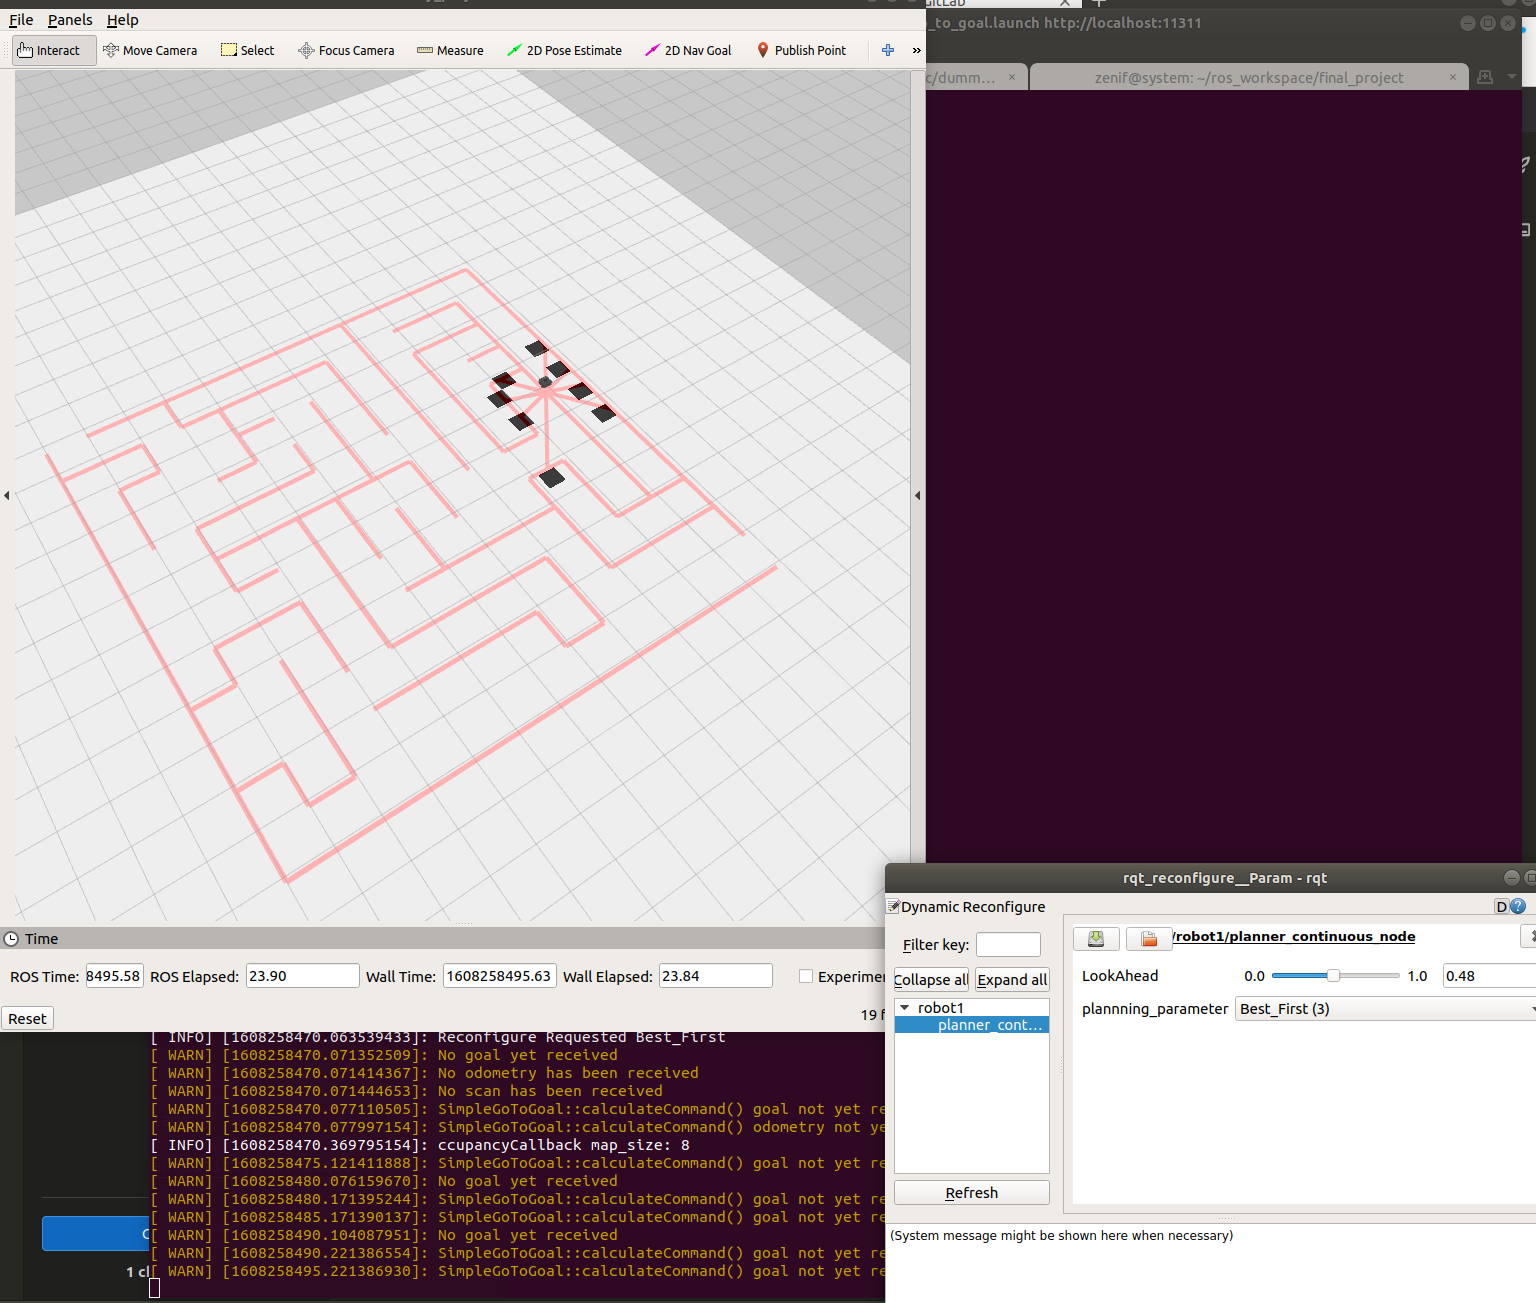 GitLab
File Panels Help
_to_goal.launch http://localhost:11311
Interact Move Camera Select Focus Camera Measure 2D Pose Estimate 2D Nav Goal Publish Point »
c/dumm... × zenif@system: ~/ros_workspace/final_project ×
rqt_reconfigure__Param - rqt
Dynamic Reconfigure D ?
Filter key:
/robot1/planner_continuous_node
Collapse all Expand all
LookAhead 0.0 1.0 0.48
plannning_parameter Best_First (3)
robot1
planner_cont...
Refresh
(System message might be shown here when necessary)
Time
ROS Time: 8495.58 ROS Elapsed: 23.90 Wall Time: 1608258495.63 Wall Elapsed: 23.84 Experimen
Reset 19 f
[ INFO] [1608258470.063539433]: Reconfigure Requested Best_First
[ WARN] [1608258470.071352509]: No goal yet received
[ WARN] [1608258470.071414367]: No odometry has been received
[ WARN] [1608258470.071444653]: No scan has been received
[ WARN] [1608258470.077110505]: SimpleGoToGoal::calculateCommand() goal not yet re
[ WARN] [1608258470.077997154]: SimpleGoToGoal::calculateCommand() odometry not ye
[ INFO] [1608258470.369795154]: ccupancyCallback map_size: 8
[ WARN] [1608258475.121411888]: SimpleGoToGoal::calculateCommand() goal not yet re
[ WARN] [1608258480.076159670]: No goal yet received
[ WARN] [1608258480.171395244]: SimpleGoToGoal::calculateCommand() goal not yet re
[ WARN] [1608258485.171390137]: SimpleGoToGoal::calculateCommand() goal not yet re
[ WARN] [1608258490.104087951]: No goal yet received
[ WARN] [1608258490.221386554]: SimpleGoToGoal::calculateCommand() goal not yet re
[ WARN] [1608258495.221386930]: SimpleGoToGoal::calculateCommand() goal not yet re
1 cl